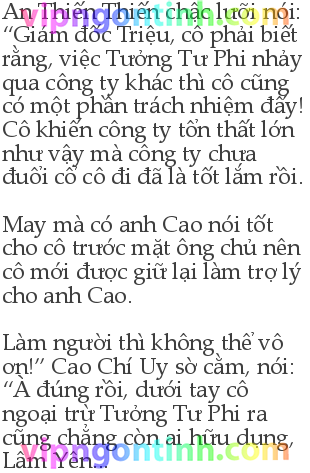 An Thiến Thiến chậc lưỡi nói:
“Giám đốc Triệu, cô phải biết
rằng, việc Tưởng Tư Phi nhảy
qua công ty khác thì cô cũng
có một phần trách nhiệm đấy!
Cô khiến công ty tổn thất lớn
như vậy mà công ty chưa
đuổi cổ cô đi đã là tốt lắm rồi.
May mà có anh Cao nói tốt
cho cô trước mặt ông chủ nên
cô mới được giữ lại làm trợ lý
cho anh Cao.
Làm người thì không thể vô
ơn!” Cao Chí Uy sờ cằm, nói:
“À đúng rồi, dưới tay cô
ngoại trừ Tưởng Tư Phi ra
cũng chẳng còn ai hữu dụng,
Lâm Yên...
vipngontinh.com
vipngontinh.com